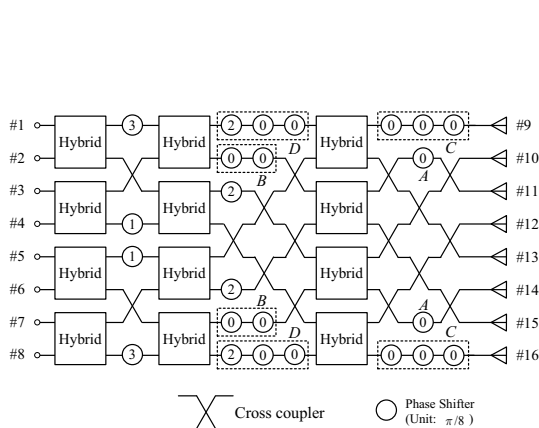 #1 3 2 0 0 0 0 0 #9
Hybrid Hybrid D Hybrid C
#2 0 0 0 #10
B A
#3 2 #11
Hybrid Hybrid Hybrid
#4 1 #12
#5 1 #13
Hybrid Hybrid Hybrid
#6 2 #14
B A
#7 0 0 0 #15
Hybrid Hybrid D Hybrid C
#8 3 2 0 0 0 0 0 #16
Cross coupler
Phase Shifter
(Unit: π/8 )